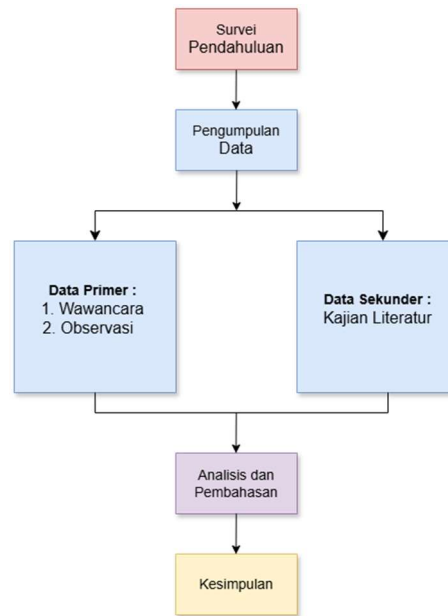 Survei
Pendahuluan
Pengumpulan
Data
Data Primer :
1. Wawancara
2. Observasi
Data Sekunder :
Kajian Literatur
Analisis dan
Pembahasan
Kesimpulan